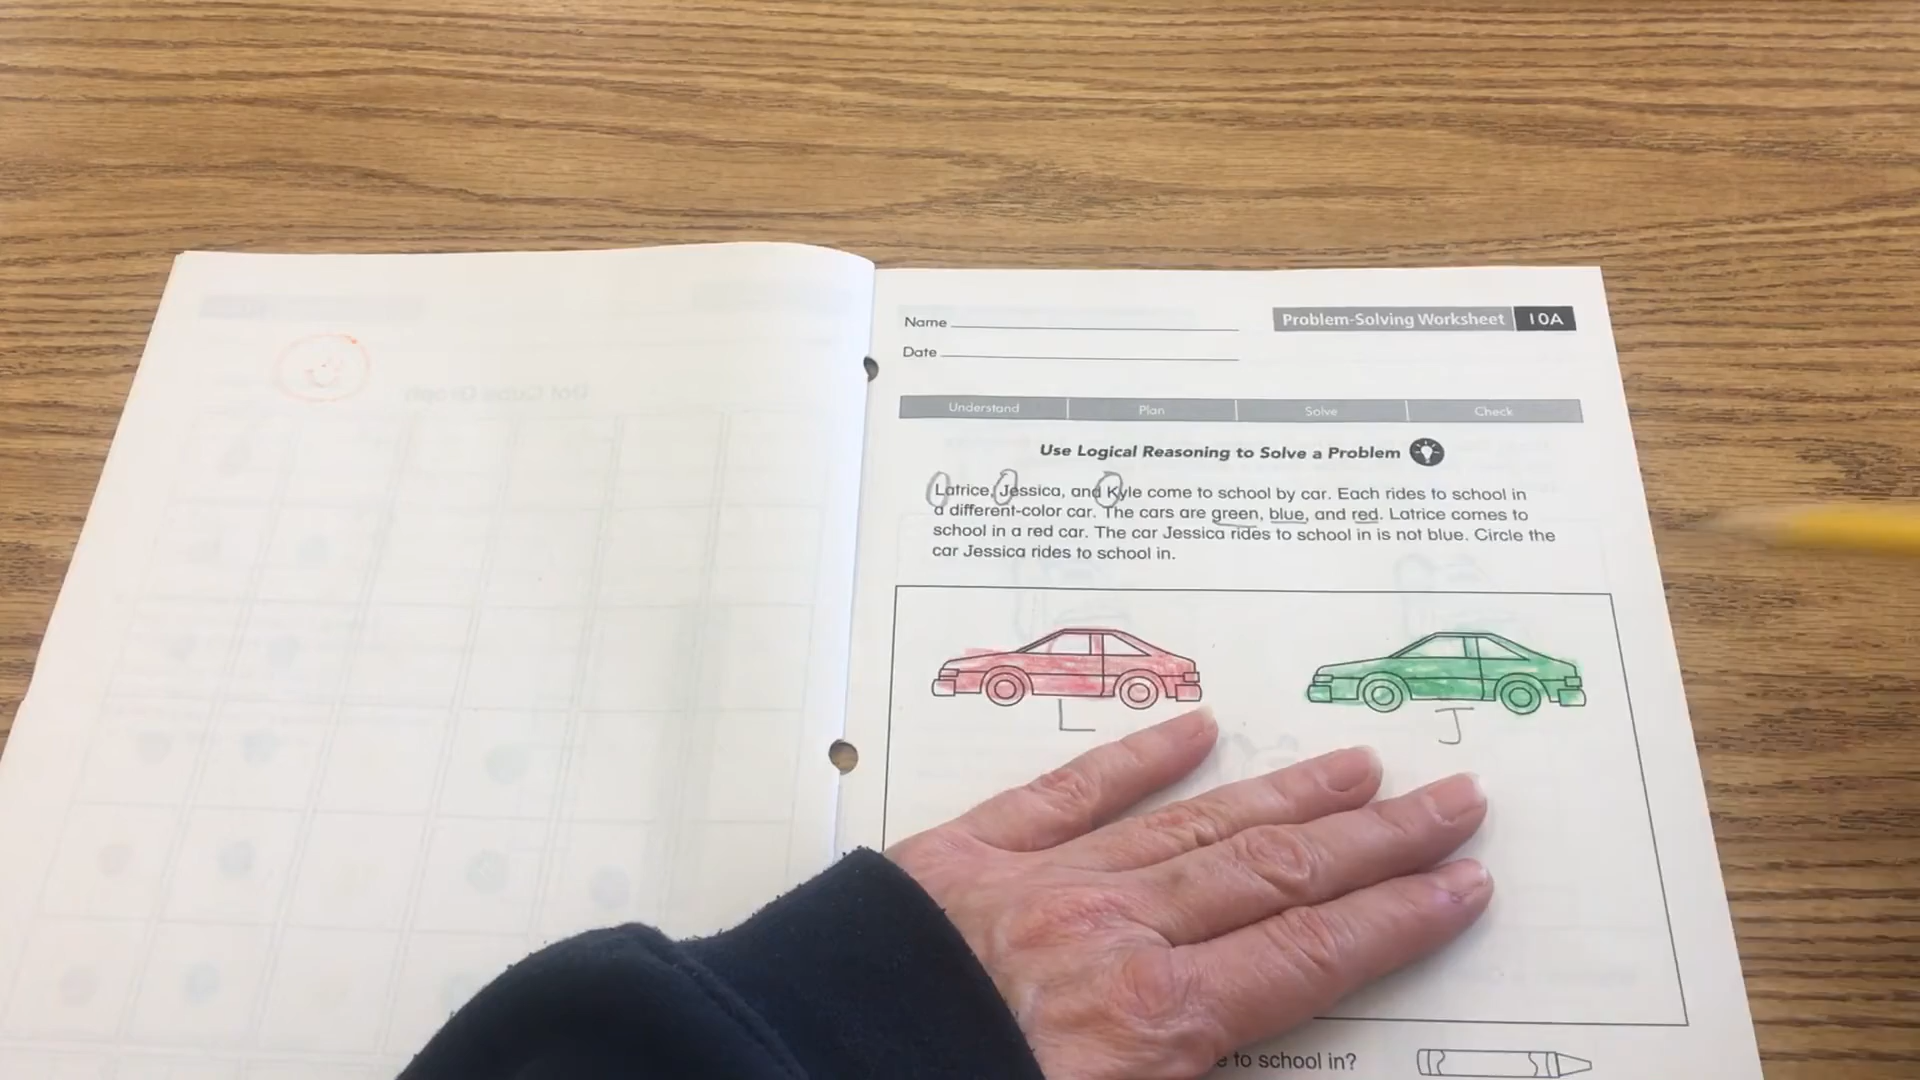 Name
Problem-Solving Worksheet 10A
Date
Understand Plan Solve Check
Use Logical Reasoning to Solve a Problem
Latrice, Jessica, and Kyle come to school by car. Each rides to school in
a different-color car. The cars are green, blue, and red. Latrice comes to
school in a red car. The car Jessica rides to school in is not blue. Circle the
car Jessica rides to school in.
L J
to school in?